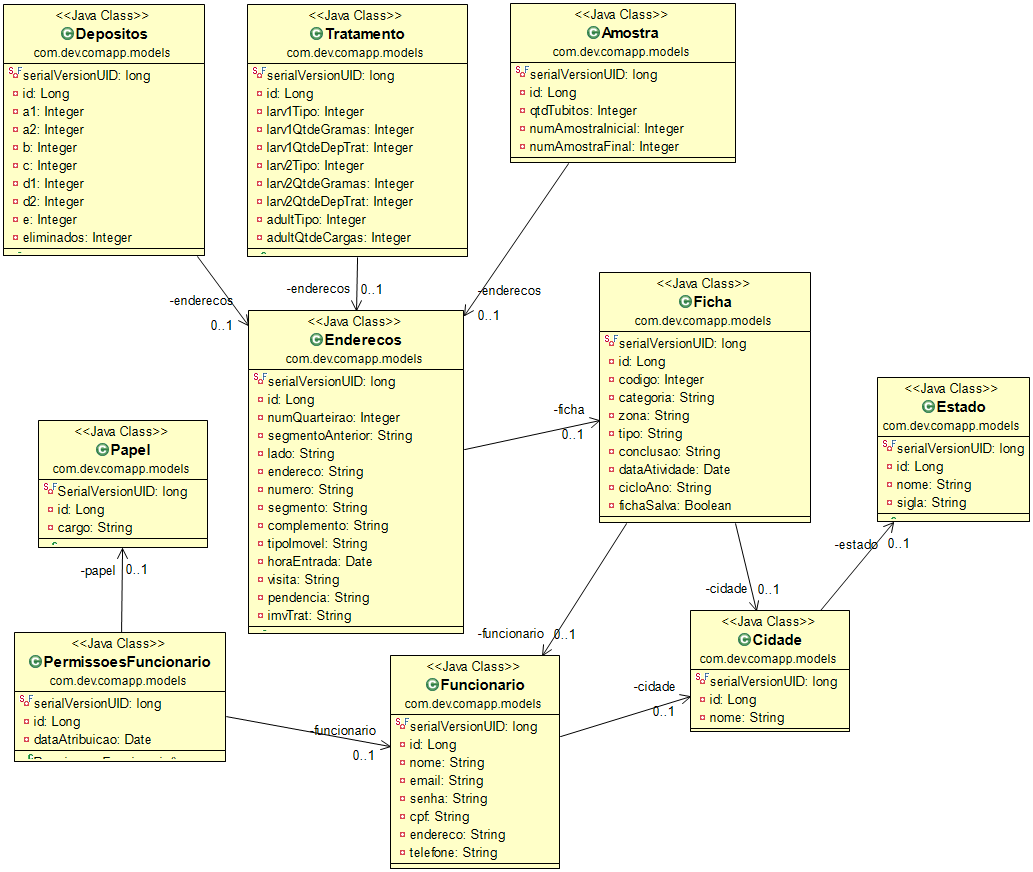 <<Java Class>>
Depositos
com.dev.comapp.models
serialVersionUID: long
id: Long
a1: Integer
a2: Integer
b: Integer
c: Integer
d1: Integer
d2: Integer
e: Integer
eliminados: Integer
<<Java Class>>
Tratamento
com.dev.comapp.models
serialVersionUID: long
id: Long
larv1Tipo: Integer
larv1QtdeGramas: Integer
larv1QtdeDepTrat: Integer
larv2Tipo: Integer
larv2QtdeGramas: Integer
larv2QtdeDepTrat: Integer
adultTipo: Integer
adultQtdeCargas: Integer
<<Java Class>>
Amostra
com.dev.comapp.models
serialVersionUID: long
id: Long
qtdTubitos: Integer
numAmostraInicial: Integer
numAmostraFinal: Integer
-enderecos
0..1
-enderecos
0..1
-enderecos
0..1
<<Java Class>>
Enderecos
com.dev.comapp.models
serialVersionUID: long
id: Long
numQuarteirao: Integer
segmentoAnterior: String
lado: String
endereco: String
numero: String
segmento: String
complemento: String
tipoImovel: String
horaEntrada: Date
visita: String
pendencia: String
imvTrat: String
-ficha
0..1
<<Java Class>>
Ficha
com.dev.comapp.models
serialVersionUID: long
id: Long
codigo: Integer
categoria: String
zona: String
tipo: String
conclusao: String
dataAtividade: Date
cicloAno: String
fichaSalva: Boolean
<<Java Class>>
Estado
com.dev.comapp.models
serialVersionUID: long
id: Long
nome: String
sigla: String
<<Java Class>>
Papel
com.dev.comapp.models
SerialVersionUID: long
id: Long
cargo: String
-papel
0..1
-estado
0..1
-cidade
0..1
-funcionario
0..1
<<Java Class>>
PermissoesFuncionario
com.dev.comapp.models
serialVersionUID: long
id: Long
dataAtribuicao: Date
-funcionario
0..1
<<Java Class>>
Funcionario
com.dev.comapp.models
serialVersionUID: long
id: Long
nome: String
email: String
senha: String
cpf: String
endereco: String
telefone: String
-cidade
0..1
<<Java Class>>
Cidade
com.dev.comapp.models
serialVersionUID: long
id: Long
nome: String